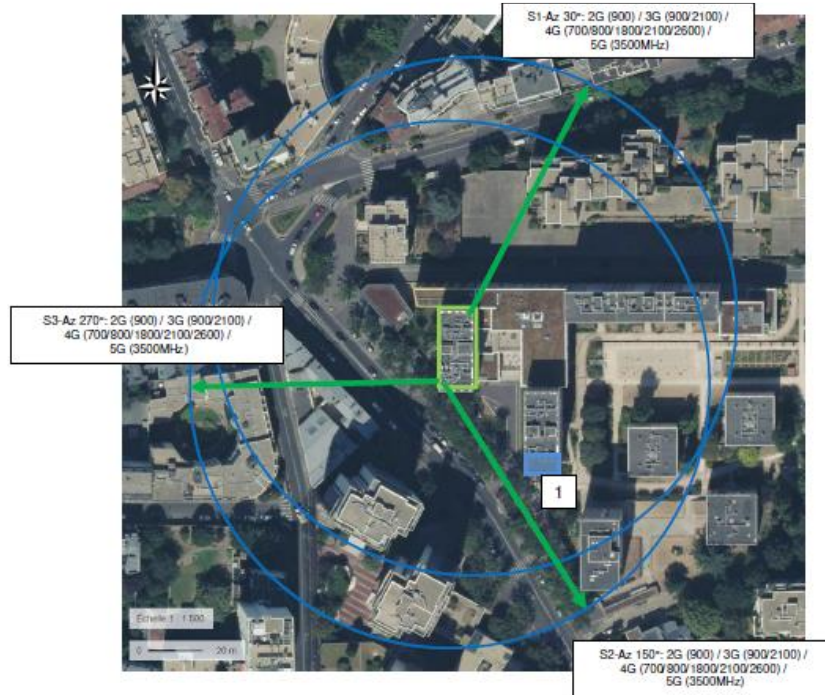 S1-Az 30°: 2G (900) / 3G (900/2100) /
4G (700/800/1800/2100/2600) /
5G (3500MHz)
S3-Az 270°: 2G (900) / 3G (900/2100) /
4G (700/800/1800/2100/2600) /
5G (3500MHz)
1
Échelle 1 : 1 500
0 20 m
S2-Az 150°: 2G (900) / 3G (900/2100) /
4G (700/800/1800/2100/2600) /
5G (3500MHz)